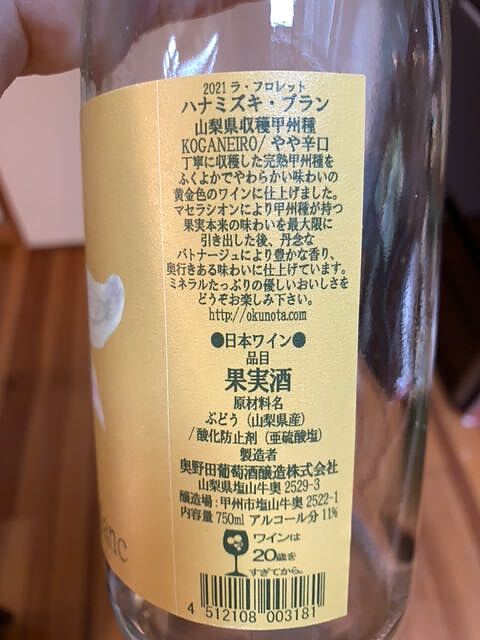 2021 ラ・フロレット
ハナミズキ・ブラン
山梨県収穫甲州種
KOGANEIRO/ やや辛口
丁寧に収穫した完熟甲州種を
ふくよかでやわらかい味わいの
黄金色のワインに仕上げました。
マセラシオンにより甲州種が持つ
果実本来の味わいを最大限に
引き出した後、丹念な
バトナージュにより豊かな香り、
奥行きある味わいに仕上げています。
ミネラルたっぷりの優しいおいしさを
どうぞお楽しみ下さい。
http://okunota.com
●日本ワイン●
品目
果実酒
原材料名
ぶどう（山梨県産）
/酸化防止剤（亜硫酸塩）
製造者
奥野田葡萄酒醸造株式会社
山梨県塩山牛奥 2529-3
醸造場：甲州市塩山牛奥 2522-1
内容量 750ml アルコール分 11%
ワインは
20歳を
すぎてから。
4 512108 003181
anc